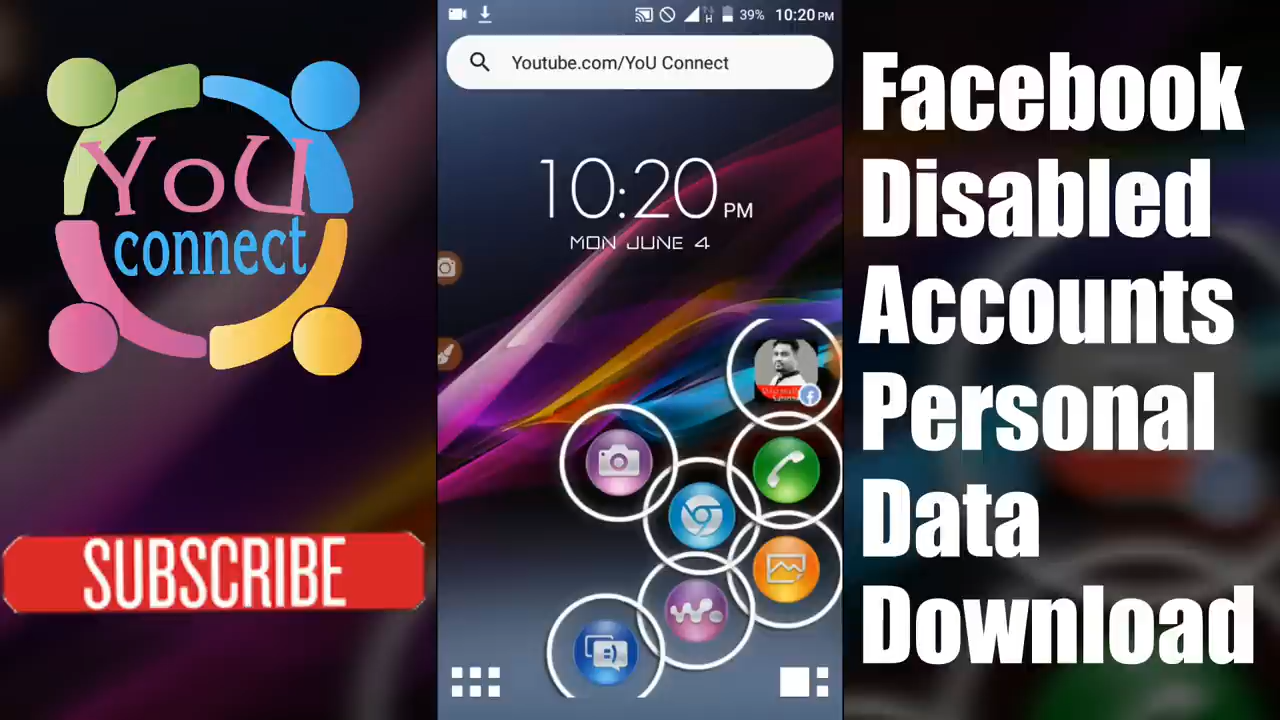 YoU
connect
SUBSCRIBE
H
39%
10:20 PM
Youtube.com/YoU Connect
10:20 PM
MON JUNE 4
Facebook
Disabled
Accounts
Personal
Data
Download